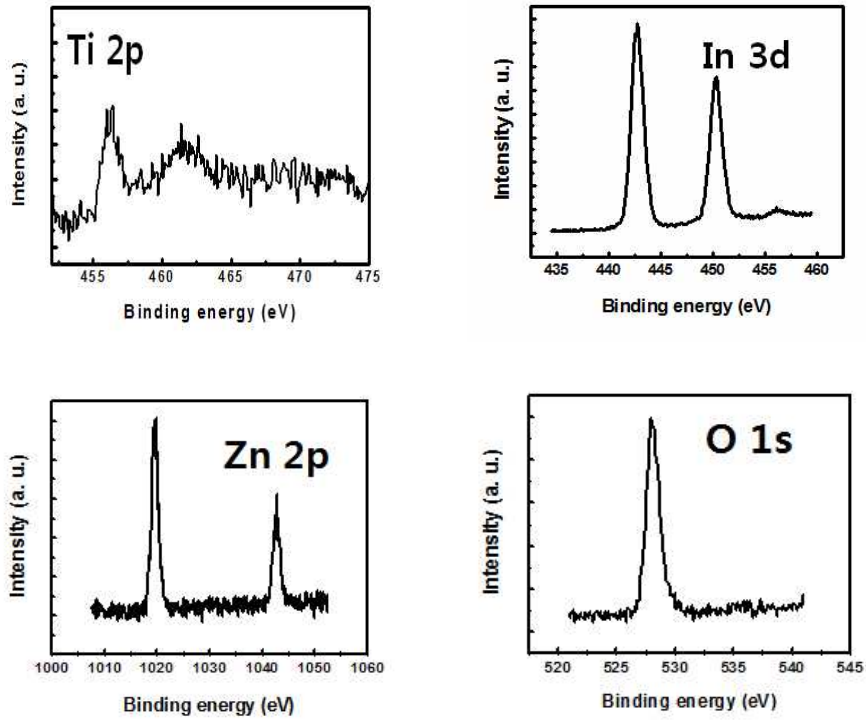 Ti 2p
Intensity (a. u.)
455 460 465 470 475
Binding energy (eV)
In 3d
Intensity (a. u.)
435 440 445 450 455 460
Binding energy (eV)
Zn 2p
Intensity (a. u.)
1000 1010 1020 1030 1040 1050 1060
Binding energy (eV)
O 1s
Intensity (a. u.)
520 525 530 535 540 545
Binding energy (eV)